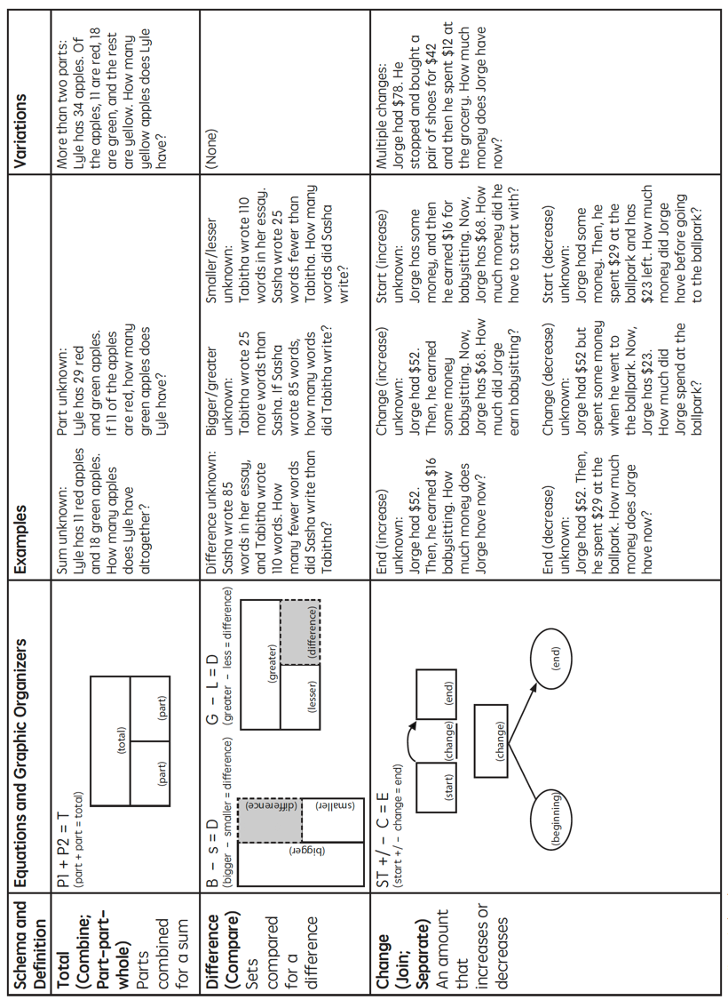 Schema and
Definition
Equations and Graphic Organizers
Examples
Variations
Total
(Combine;
Part–part–
whole)
Parts
combined
for a sum
P1 + P2 = T
(part + part = total)
(total)
(part)
(part)
Sum unknown:
Lyle has 11 red apples
and 18 green apples.
How many apples
does Lyle have
altogether?
Part unknown:
Lyle has 29 red
and green apples.
If 11 of the apples
are red, how many
green apples does
Lyle have?
More than two parts:
Lyle has 34 apples. Of
the apples, 11 are red, 18
are green, and the rest
are yellow. How many
yellow apples does Lyle
have?
Difference
(Compare)
Sets
compared
for a
difference
B – s = D
(bigger – smaller = difference)
(bigger)
(smaller)
(difference)
G – L = D
(greater – less = difference)
(greater)
(lesser)
(difference)
Difference unknown:
Sasha wrote 85
words in her essay,
and Tabitha wrote
110 words. How
many fewer words
did Sasha write than
Tabitha?
Bigger/greater
unknown:
Tabitha wrote 25
more words than
Sasha. If Sasha
wrote 85 words,
how many words
did Tabitha write?
Smaller/lesser
unknown:
Tabitha wrote 110
words in her essay.
Sasha wrote 25
words fewer than
Tabitha. How many
words did Sasha
write?
(None)
Change
(Join;
Separate)
An amount
that
increases or
decreases
ST +/– C = E
(start +/– change = end)
(start)
(change)
(end)
(beginning)
(change)
(end)
End (increase)
unknown:
Jorge had $52.
Then, he earned $16
babysitting. How
much money does
Jorge have now?
Change (increase)
unknown:
Jorge had $52.
Then, he earned
some money
babysitting. Now,
Jorge has $68. How
much did Jorge
earn babysitting?
Start (increase)
unknown:
Jorge has some
money, and then
he earned $16 for
babysitting. Now,
Jorge has $68. How
much money did he
have to start with?
End (decrease)
unknown:
Jorge had $52. Then,
he spent $29 at the
ballpark. How much
money does Jorge
have now?
Change (decrease)
unknown:
Jorge had $52 but
spent some money
when he went to
the ballpark. Now,
Jorge has $23.
How much did
Jorge spend at the
ballpark?
Start (decrease)
unknown:
Jorge had some
money. Then, he
spent $29 at the
ballpark and has
$23 left. How much
money did Jorge
have before going
to the ballpark?
Multiple changes:
Jorge had $78. He
stopped and bought a
pair of shoes for $42
and then he spent $12 at
the grocery. How much
money does Jorge have
now?